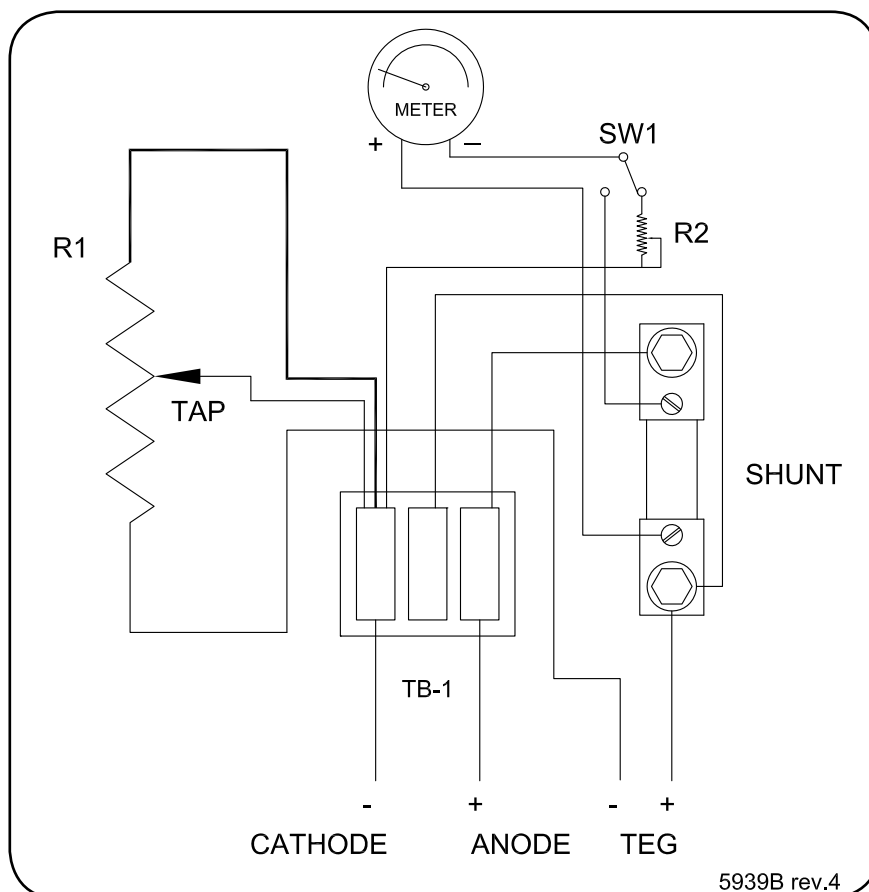 METER
+ –
SW1
R1
R2
TAP
SHUNT
TB-1
- + - +
CATHODE ANODE TEG
5939B rev.4